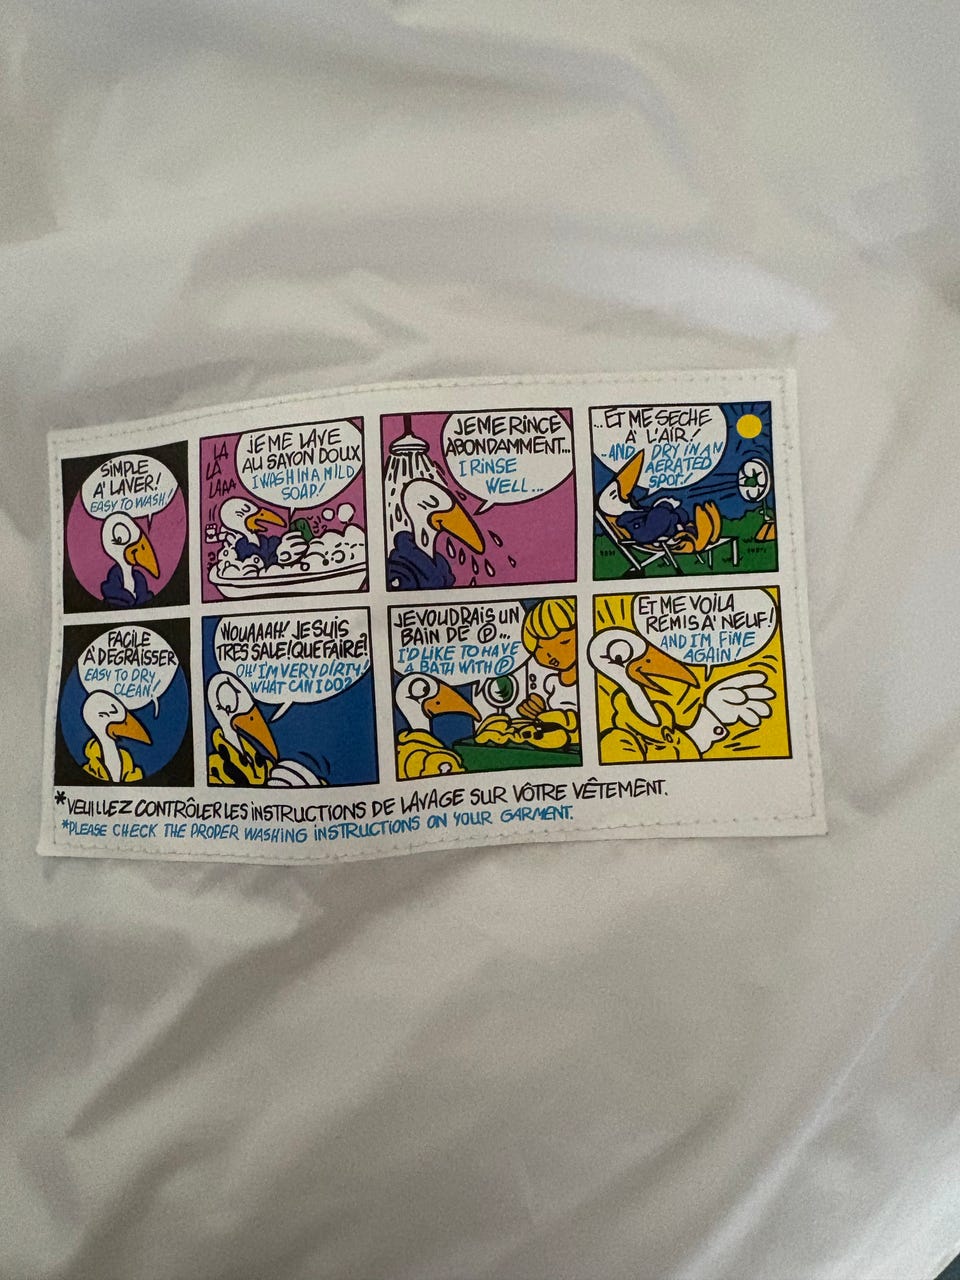 SIMPLE
A' LAVER!
EASY TO WASH!
LA
LA
LAAA
JE ME LAVE
AU SAVON DOUX
I WASH IN A MILD
SOAP!
JE ME RINCE
ABONDAMMENT...
I RINSE
WELL...
...ET ME SECHE
A' L'AIR!
..AND DRY IN AN
AERATED
SPOT!
FACILE
A' DEGRAISSER
EASY TO DRY
CLEAN!
WOUAAAH! JE SUIS
TRES SALE! QUE FAIRE?
OH! I'M VERY DIRTY!
WHAT CAN I DO?
JE VOUDRAIS UN
BAIN DE Ⓟ...
I'D LIKE TO HAVE
A BATH WITH Ⓟ
ET ME VOILA
REMIS A' NEUF!
AND I'M FINE
AGAIN!
*VEUILLEZ CONTRÔLER LES INSTRUCTIONS DE LAVAGE SUR VÔTRE VÊTEMENT.
*PLEASE CHECK THE PROPER WASHING INSTRUCTIONS ON YOUR GARMENT.